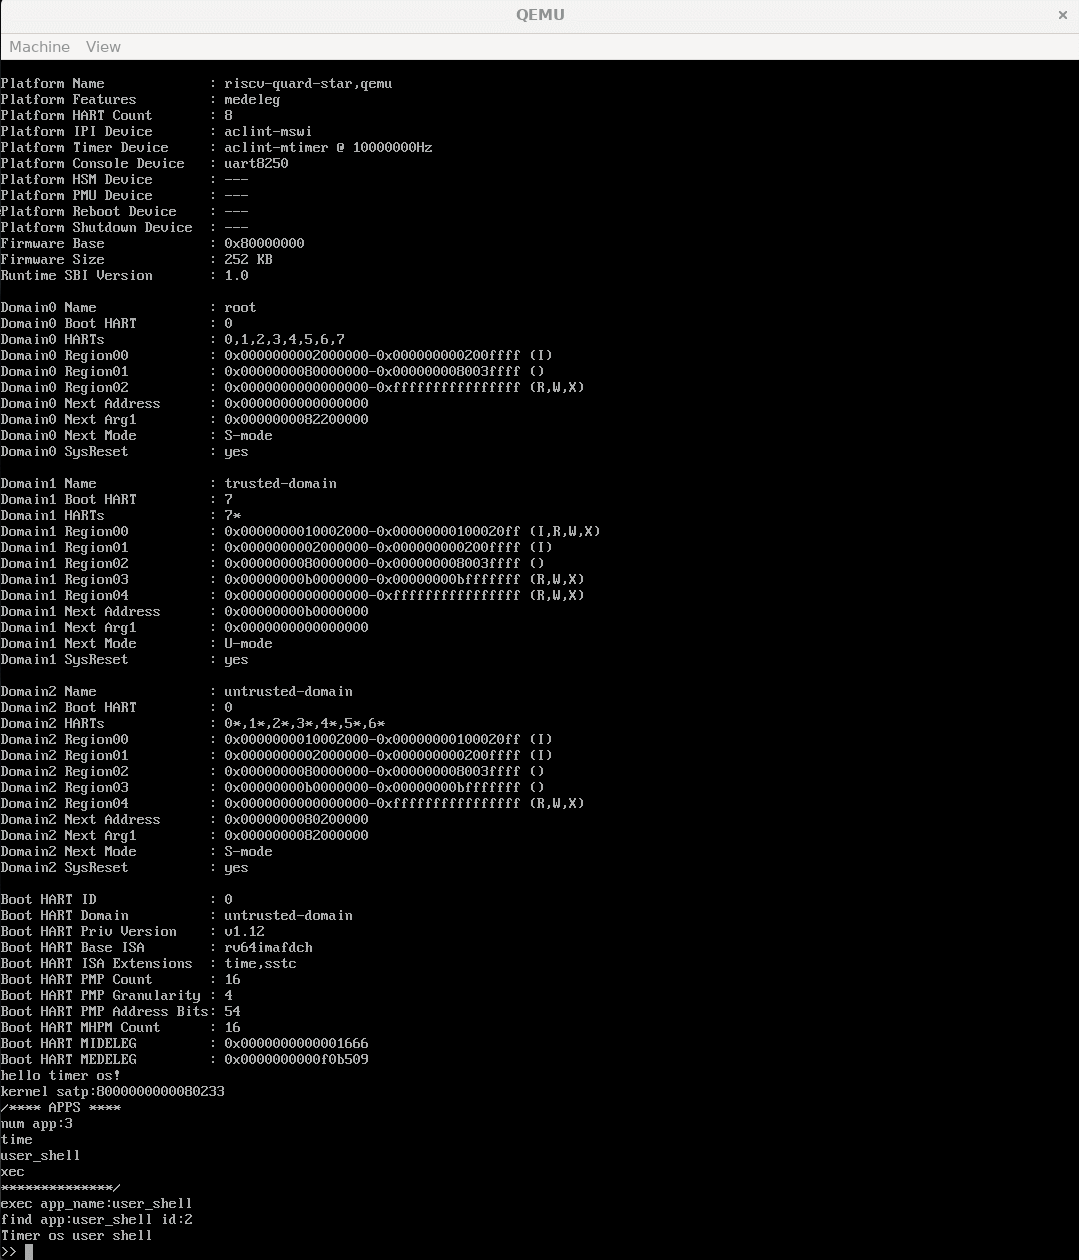 QEMU
×
Machine View
Platform Name : riscv-quard-star,qemu
Platform Features : medeleg
Platform HART Count : 8
Platform IPI Device : aclint-mswi
Platform Timer Device : aclint-mtimer @ 10000000Hz
Platform Console Device : uart8250
Platform HSM Device : ---
Platform PMU Device : ---
Platform Reboot Device : ---
Platform Shutdown Device : ---
Firmware Base : 0x80000000
Firmware Size : 252 KB
Runtime SBI Version : 1.0
Domain0 Name : root
Domain0 Boot HART : 0
Domain0 HARTs : 0,1,2,3,4,5,6,7
Domain0 Region00 : 0x0000000002000000-0x000000000200ffff (I)
Domain0 Region01 : 0x0000000080000000-0x000000008003ffff ()
Domain0 Region02 : 0x0000000000000000-0xffffffffffffffff (R,W,X)
Domain0 Next Address : 0x0000000000000000
Domain0 Next Arg1 : 0x0000000082200000
Domain0 Next Mode : S-mode
Domain0 SysReset : yes
Domain1 Name : trusted-domain
Domain1 Boot HART : 7
Domain1 HARTs : 7*
Domain1 Region00 : 0x0000000010002000-0x00000000100020ff (I,R,W,X)
Domain1 Region01 : 0x0000000002000000-0x000000000200ffff (I)
Domain1 Region02 : 0x0000000080000000-0x000000008003ffff ()
Domain1 Region03 : 0x00000000b0000000-0x00000000bfffffff (R,W,X)
Domain1 Region04 : 0x0000000000000000-0xffffffffffffffff (R,W,X)
Domain1 Next Address : 0x00000000b0000000
Domain1 Next Arg1 : 0x0000000000000000
Domain1 Next Mode : U-mode
Domain1 SysReset : yes
Domain2 Name : untrusted-domain
Domain2 Boot HART : 0
Domain2 HARTs : 0*,1*,2*,3*,4*,5*,6*
Domain2 Region00 : 0x0000000010002000-0x00000000100020ff (I)
Domain2 Region01 : 0x0000000002000000-0x000000000200ffff (I)
Domain2 Region02 : 0x0000000080000000-0x000000008003ffff ()
Domain2 Region03 : 0x00000000b0000000-0x00000000bfffffff ()
Domain2 Region04 : 0x0000000000000000-0xffffffffffffffff (R,W,X)
Domain2 Next Address : 0x0000000080200000
Domain2 Next Arg1 : 0x0000000082000000
Domain2 Next Mode : S-mode
Domain2 SysReset : yes
Boot HART ID : 0
Boot HART Domain : untrusted-domain
Boot HART Priv Version : v1.12
Boot HART Base ISA : rv64imafdch
Boot HART ISA Extensions : time,sstc
Boot HART PMP Count : 16
Boot HART PMP Granularity : 4
Boot HART PMP Address Bits: 54
Boot HART MHPM Count : 16
Boot HART MIDELEG : 0x0000000000001666
Boot HART MEDELEG : 0x0000000000f0b509
hello timer os!
kernel satp:8000000000080233
/**** APPS ****
num app:3
time
user_shell
xec
**************/
exec app_name:user_shell
find app:user_shell id:2
Timer os user shell
>>